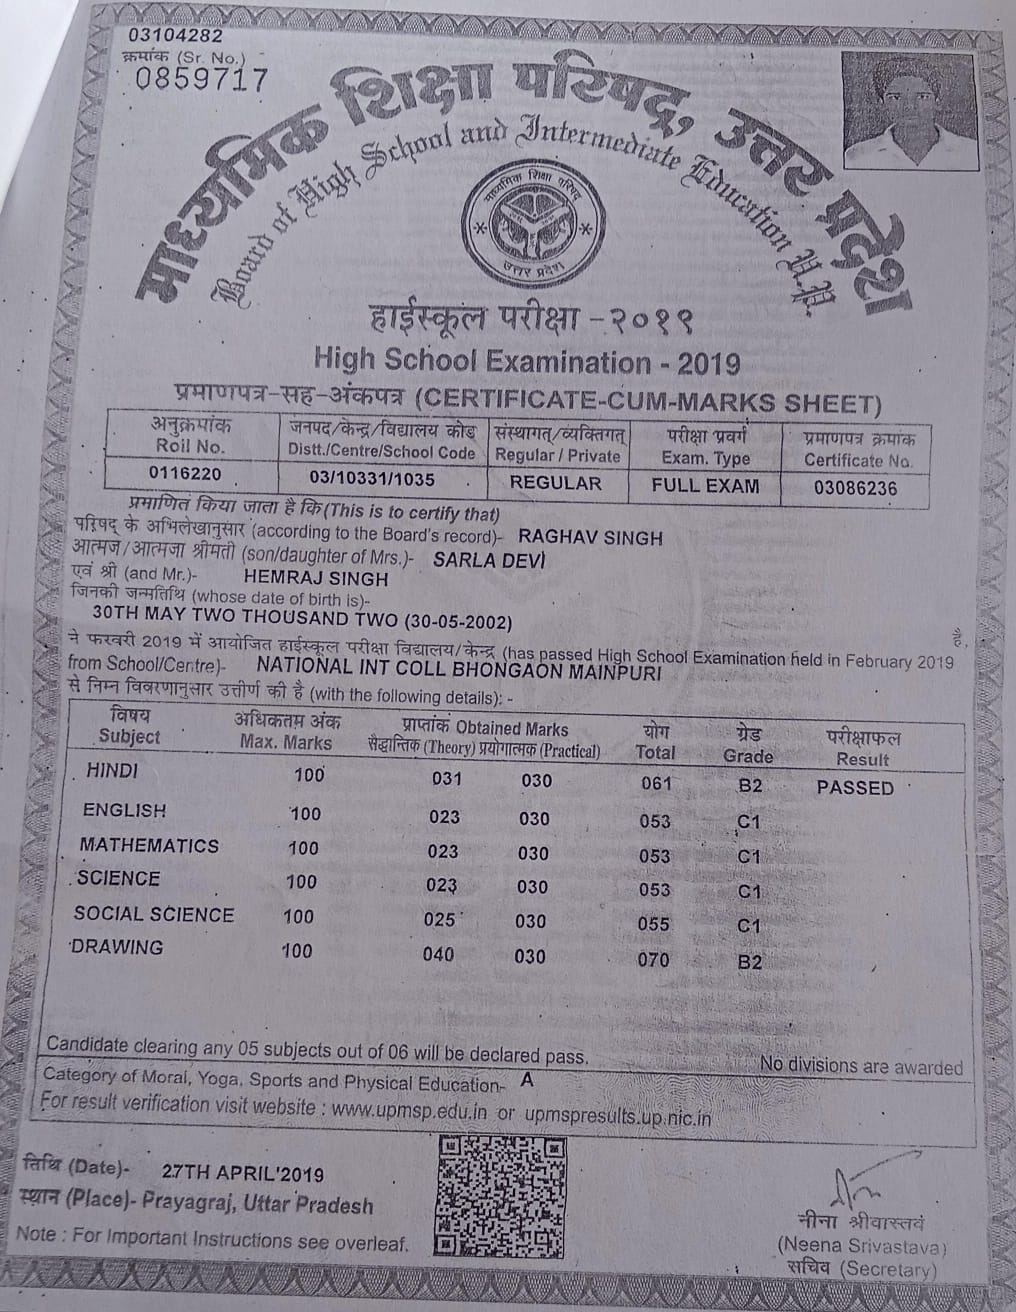 03104282
क्रमांक (Sr. No.)
0859717
माध्यमिक शिक्षा परिषद्, उत्तर प्रदेश
Board of High School and Intermediate Education U.P.
माध्यमिक शिक्षा परिषद
उत्तर प्रदेश
हाईस्कूल परीक्षा -२०१९
High School Examination - 2019
प्रमाणपत्र-सह-अंकपत्र (CERTIFICATE-CUM-MARKS SHEET)
अनुक्रमांक जनपद/केन्द्र/विद्यालय कोड संस्थागत्/व्यक्तिगत् परीक्षा प्रवर्ग प्रमाणपत्र क्रमांक
Roll No. Distt./Centre/School Code Regular / Private Exam. Type Certificate No.
0116220 03/10331/1035 REGULAR FULL EXAM 03086236
प्रमाणित किया जाता है कि(This is to certify that)
परिषद् के अभिलेखानुसार (according to the Board's record)- RAGHAV SINGH
आत्मज/आत्मजा श्रीमती (son/daughter of Mrs.)- SARLA DEVI
एवं श्री (and Mr.)- HEMRAJ SINGH
जिनकी जन्मतिथि (whose date of birth is)-
30TH MAY TWO THOUSAND TWO (30-05-2002)
ने फरवरी 2019 में आयोजित हाईस्कूल परीक्षा विद्यालय/केन्द्र (has passed High School Examination held in February 2019
from School/Centre)- NATIONAL INT COLL BHONGAON MAINPURI
से निम्न विवरणानुसार उत्तीर्ण की है (with the following details): -
विषय अधिकतम अंक प्राप्तांक Obtained Marks योग ग्रेड परीक्षाफल
Subject Max. Marks सैद्धान्तिक (Theory) प्रयोगात्मक (Practical) Total Grade Result
HINDI 100 031 030 061 B2 PASSED
ENGLISH 100 023 030 053 C1
MATHEMATICS 100 023 030 053 C1
SCIENCE 100 023 030 053 C1
SOCIAL SCIENCE 100 025 030 055 C1
DRAWING 100 040 030 070 B2
Candidate clearing any 05 subjects out of 06 will be declared pass. No divisions are awarded
Category of Moral, Yoga, Sports and Physical Education- A
For result verification visit website : www.upmsp.edu.in or upmspresults.up.nic.in
तिथि (Date)- 27TH APRIL'2019
स्थान (Place)- Prayagraj, Uttar Pradesh
Note : For Important Instructions see overleaf.
नीना श्रीवास्तव
(Neena Srivastava)
सचिव (Secretary)